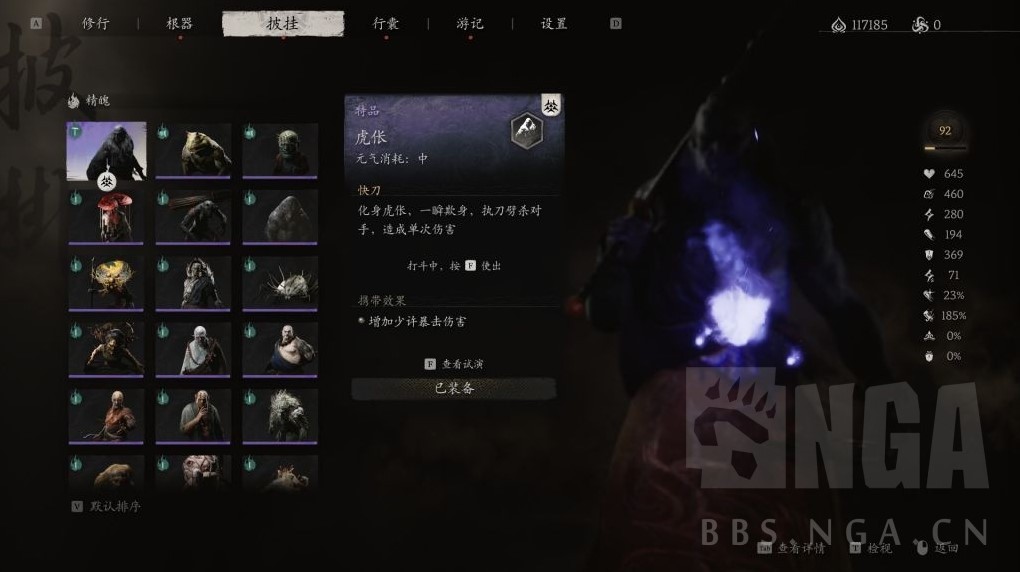 A 修行 根器 披挂 行囊 游记 设置 D
117185 0
披挂
精魄
特品
虎伥
元气消耗：中
快刀
化身虎伥，一瞬欺身，执刀劈杀对
手，造成单次伤害
打斗中，按 F 使出
携带效果
增加少许暴击伤害
F 查看试演
已装备
T
92
645
460
280
194
369
71
23%
185%
0%
0%
V 默认排序
NGA
BBS.NGA.CN
Tab 查看详情 T 检视 返回